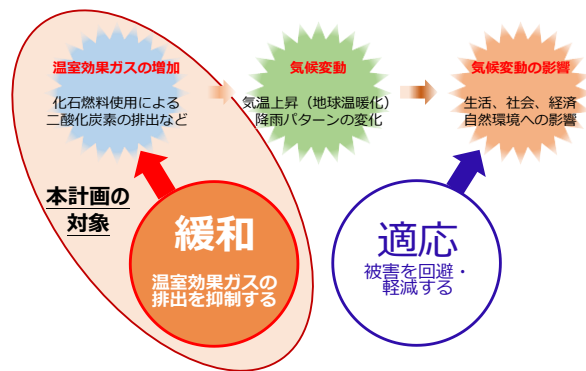 温室効果ガスの増加
化石燃料使用による
二酸化炭素の排出など
気候変動
気温上昇（地球温暖化）
降雨パターンの変化
気候変動の影響
生活、社会、経済
自然環境への影響
本計画の
対象
緩和
温室効果ガスの
排出を抑制する
適応
被害を回避・
軽減する